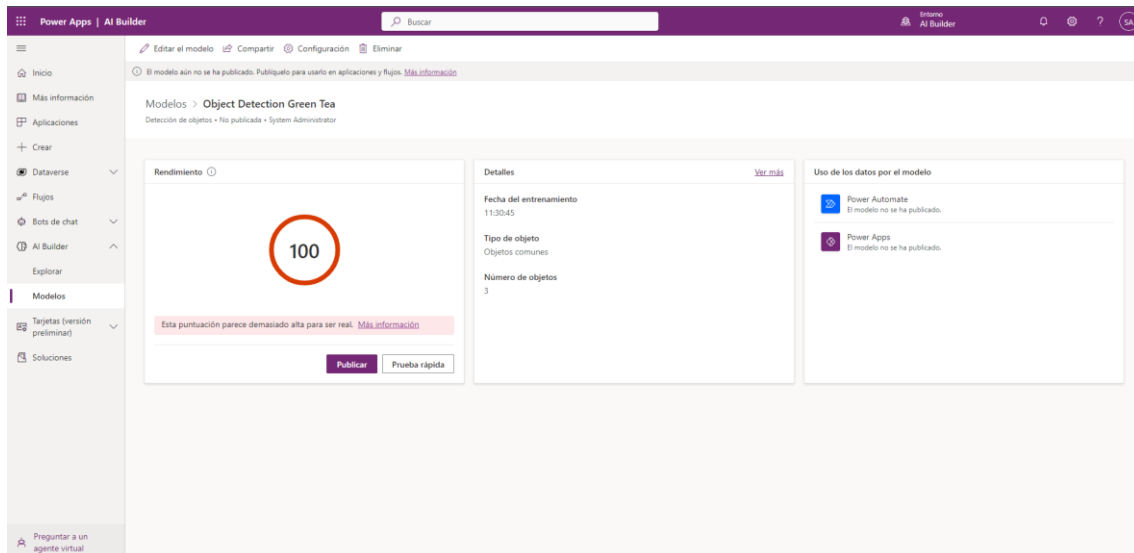 Power Apps | AI Builder
Buscar
Entorno
AI Builder
SA
Editar el modelo Compartir Configuración Eliminar
El modelo aún no se ha publicado. Publíquelo para usarlo en aplicaciones y flujos. Más información
Inicio
Más información
Aplicaciones
Crear
Dataverse
Flujos
Bots de chat
AI Builder
Explorar
Modelos
Tarjetas (versión
preliminar)
Soluciones
Preguntar a un
agente virtual
Modelos > Object Detection Green Tea
Detección de objetos • No publicada • System Administrator
Rendimiento
100
Esta puntuación parece demasiado alta para ser real. Más información
Publicar Prueba rápida
Detalles Ver más
Fecha del entrenamiento
11:30:45
Tipo de objeto
Objetos comunes
Número de objetos
3
Uso de los datos por el modelo
Power Automate
El modelo no se ha publicado.
Power Apps
El modelo no se ha publicado.